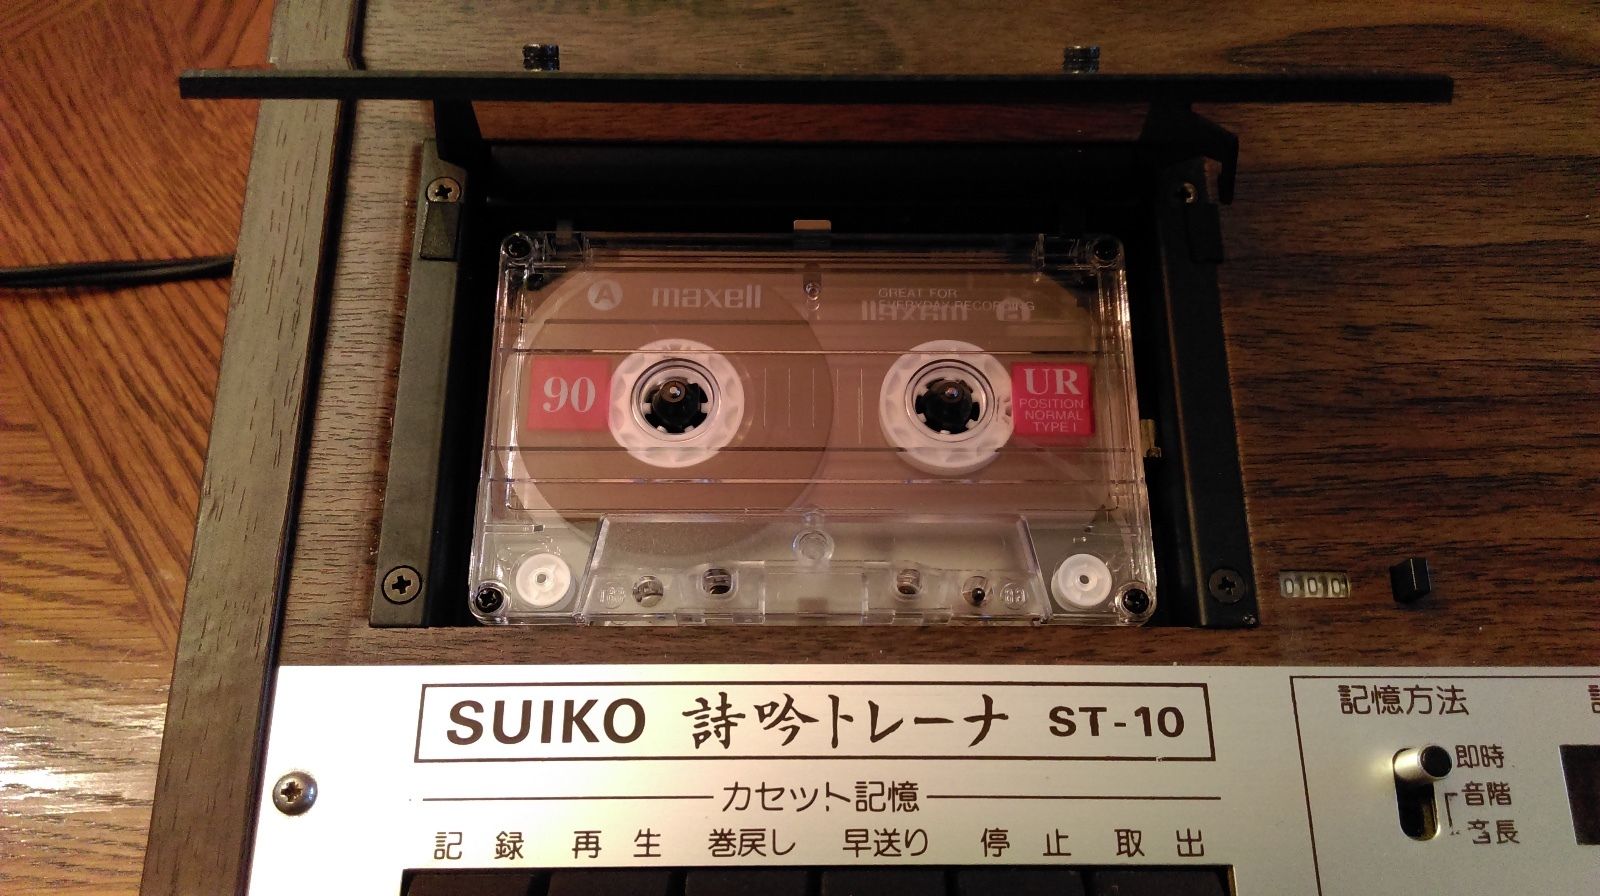 A maxell
GREAT FOR
EVERYDAY RECORDING
90
UR
POSITION
NORMAL
TYPE I
000
SUIKO 詩吟トレーナ ST-10
カセット記憶
記録 再生 巻戻し 早送り 停止 取出
記憶方法
即時
音階
音長